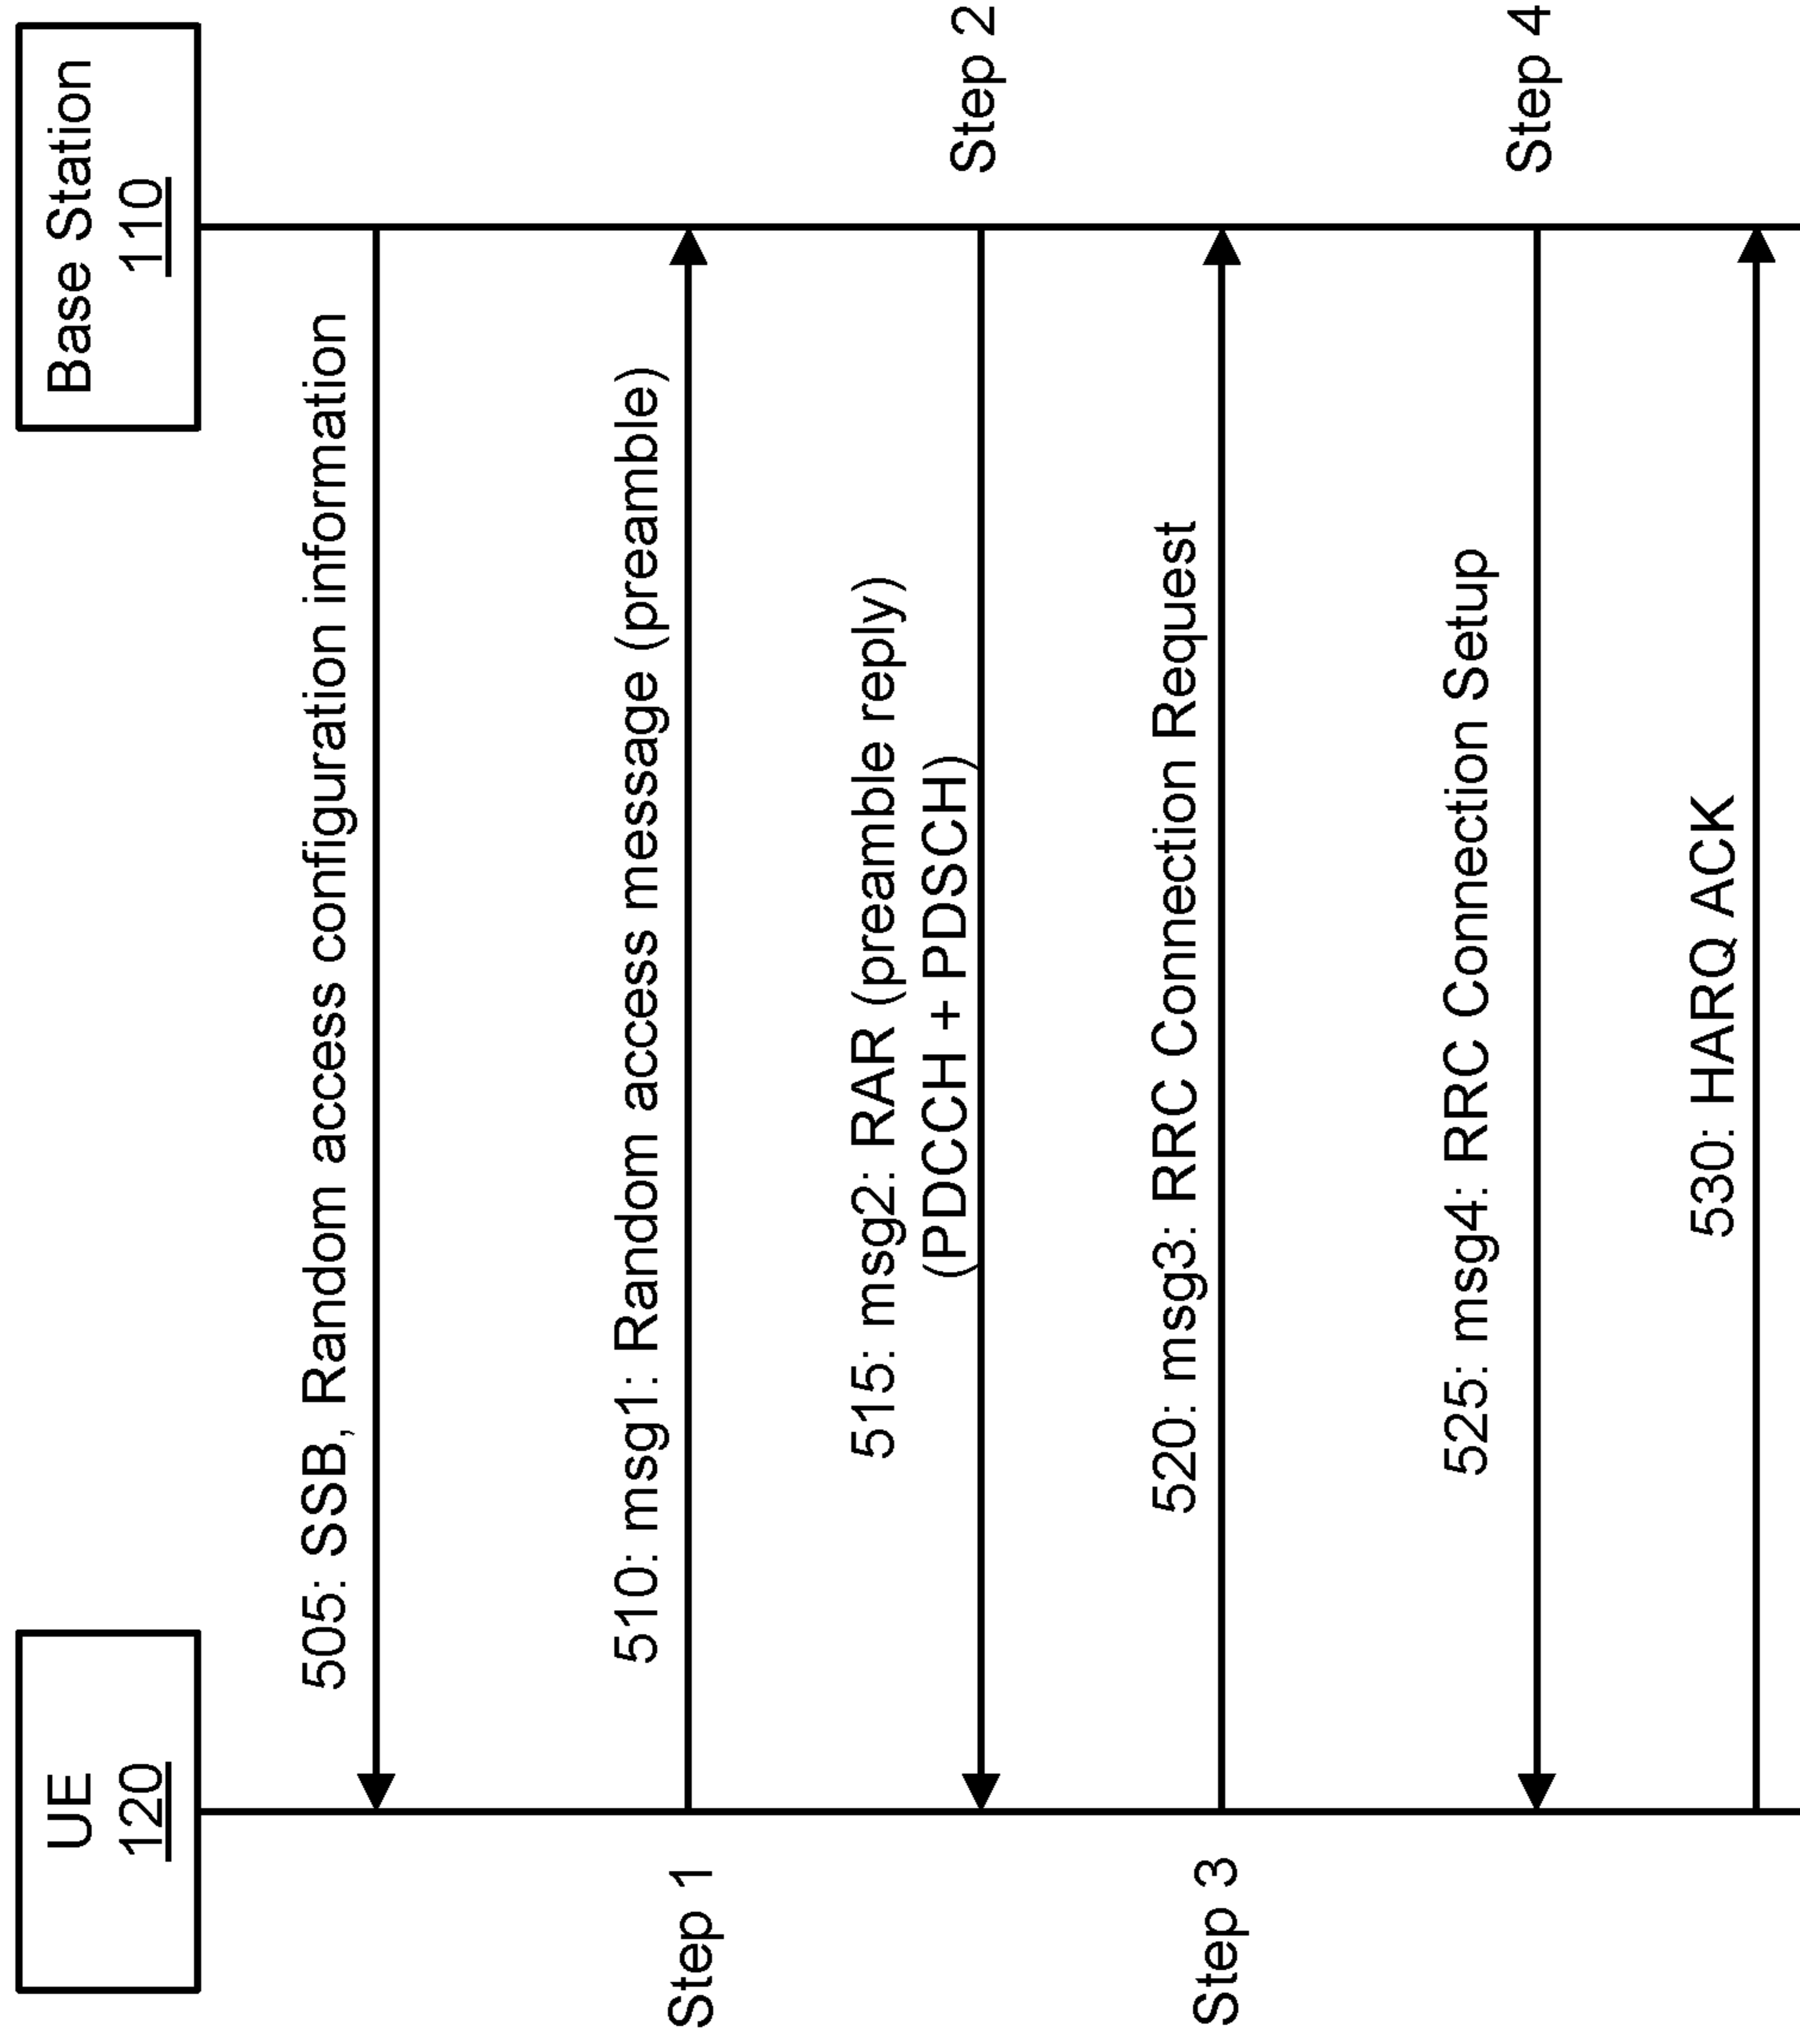 UE
120
Base Station
110
505: SSB, Random access configuration information
510: msg1: Random access message (preamble)
Step 1
515: msg2: RAR (preamble reply)
(PDCCH + PDSCH)
Step 2
520: msg3: RRC Connection Request
Step 3
525: msg4: RRC Connection Setup
Step 4
530: HARQ ACK